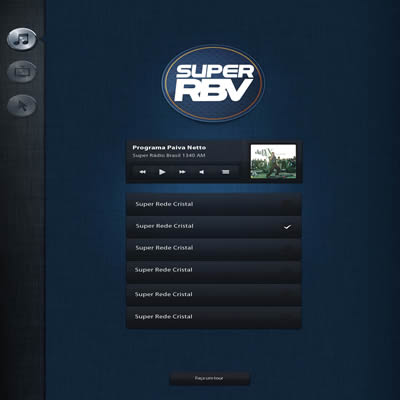 SUPER
RBV
Programa Paiva Netto
Super Rádio Brasil 1340 AM
Super Rede Cristal
Super Rede Cristal
Super Rede Cristal
Super Rede Cristal
Super Rede Cristal
Super Rede Cristal
Faça um tour